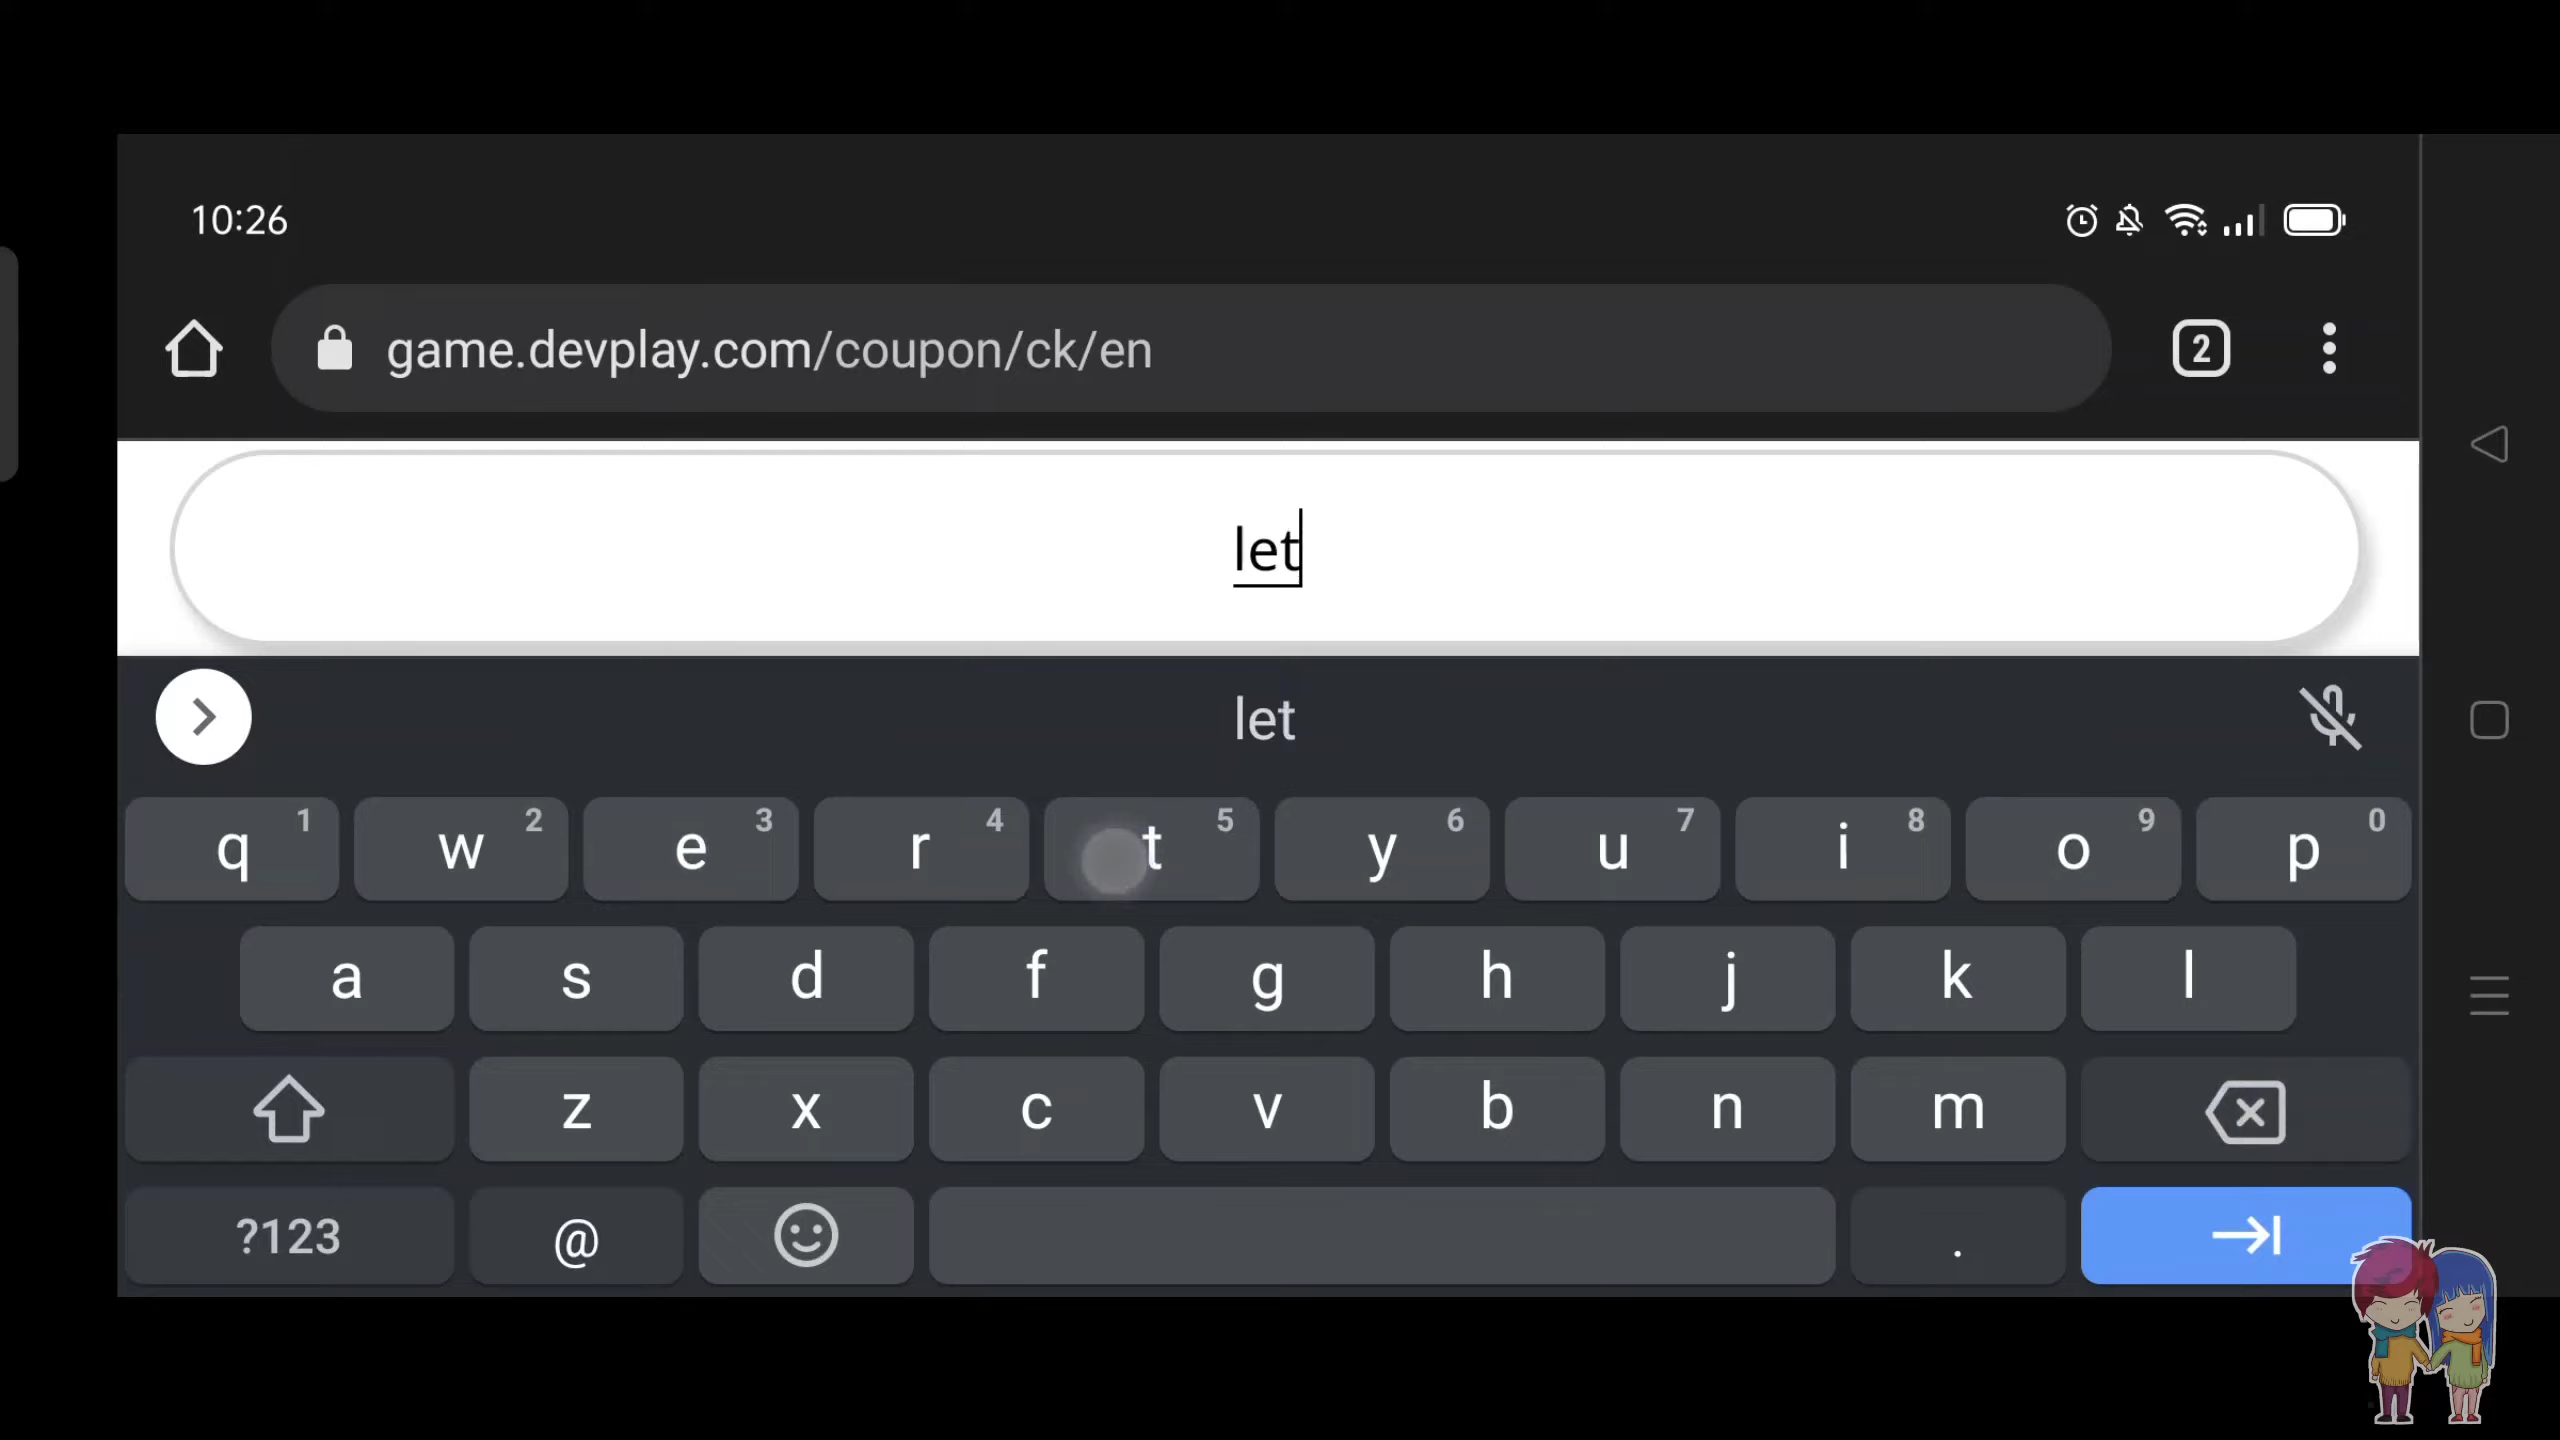 10:26
game.devplay.com/coupon/ck/en
2
let
let
q 1 w 2 e 3 r 4 t 5 y 6 u 7 i 8 o 9 p 0
a s d f g h j k l
z x c v b n m
?123 @ .